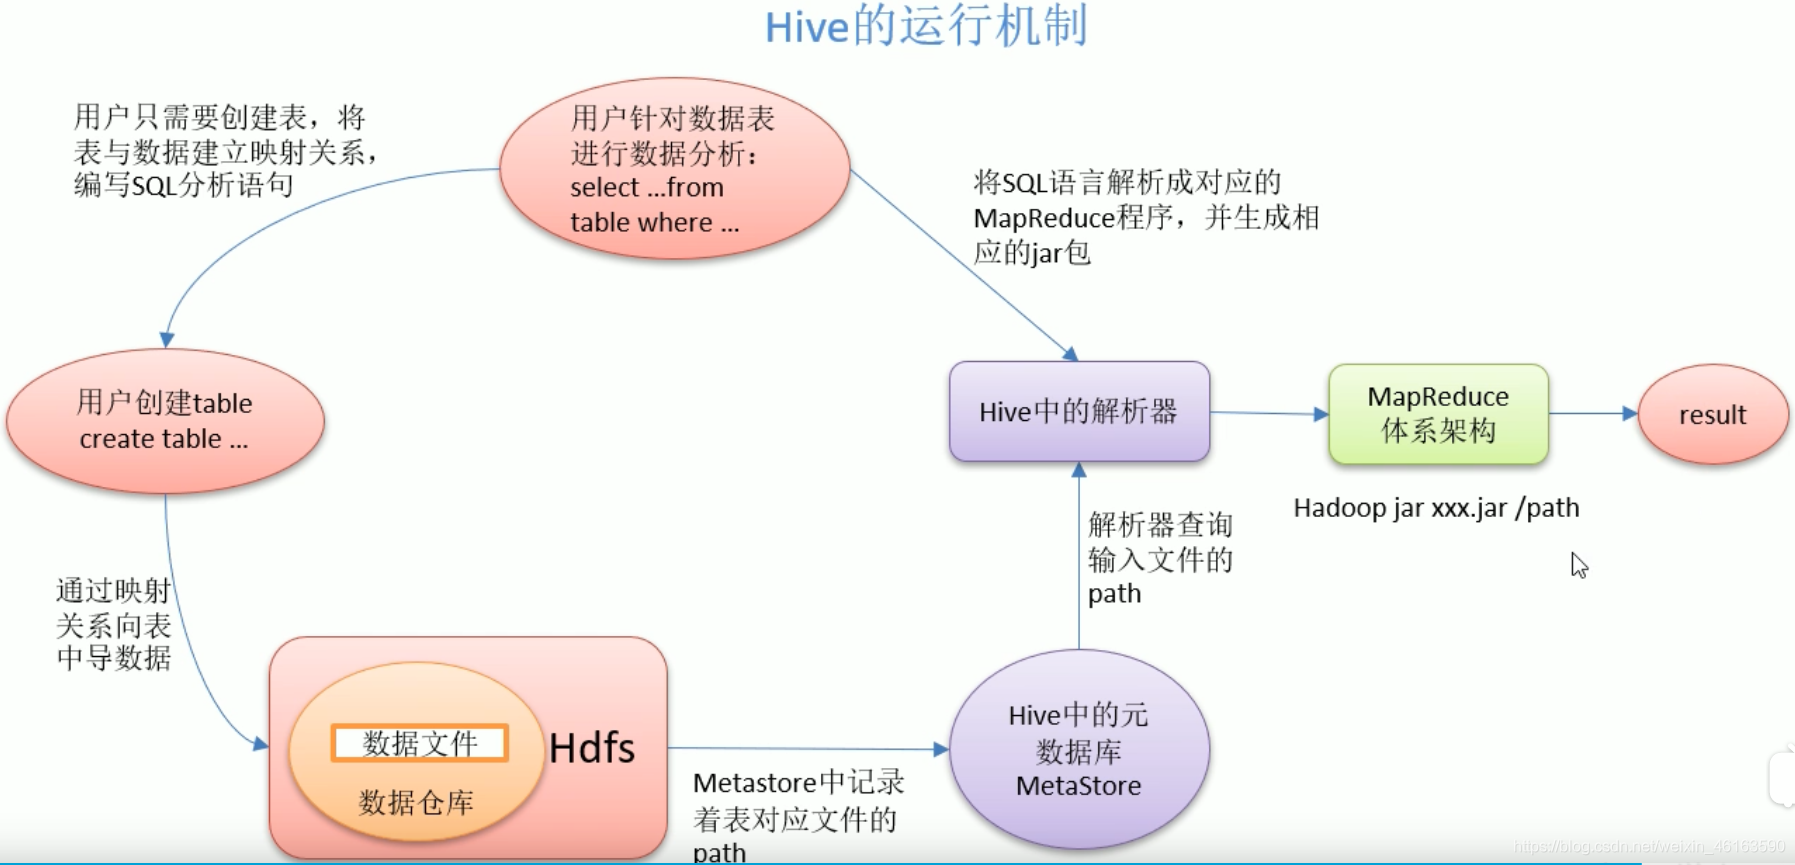 Hive的运行机制
用户只需要创建表，将
表与数据建立映射关系，
编写SQL分析语句
用户针对数据表
进行数据分析：
select ...from
table where ...
将SQL语言解析成对应的
MapReduce程序，并生成相
应的jar包
用户创建table
create table ...
Hive中的解析器
MapReduce
体系架构
result
Hadoop jar xxx.jar /path
解析器查询
输入文件的
path
通过映射
关系向表
中导数据
数据文件
数据仓库
Hdfs
Metastore中记录
着表对应文件的
path
Hive中的元
数据库
MetaStore
https://blog.csdn.net/weixin_46163590